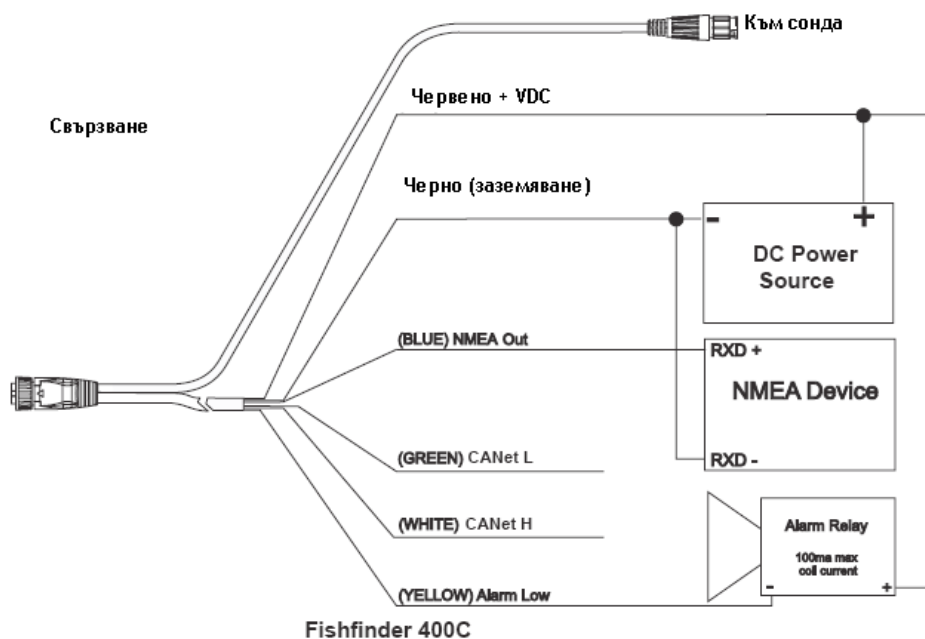 Към сонда
Червено + VDC
Свързване
Черно (заземяване)
- +
DC Power
Source
(BLUE) NMEA Out
RXD +
NMEA Device
RXD -
(GREEN) CANet L
(WHITE) CANet H
Alarm Relay
100ma max
coil current
- +
(YELLOW) Alarm Low
Fishfinder 400C